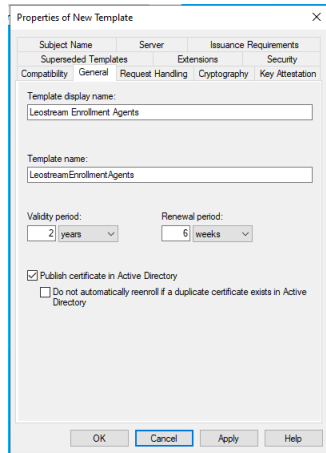 Properties of New Template
Subject Name Server Issuance Requirements
Superseded Templates Extensions Security
Compatibility General Request Handling Cryptography Key Attestation
Template display name:
Leostream Enrollment Agents
Template name:
LeostreamEnrollmentAgents
Validity period: Renewal period:
2 years 6 weeks
Publish certificate in Active Directory
Do not automatically reenroll if a duplicate certificate exists in Active
Directory
OK Cancel Apply Help